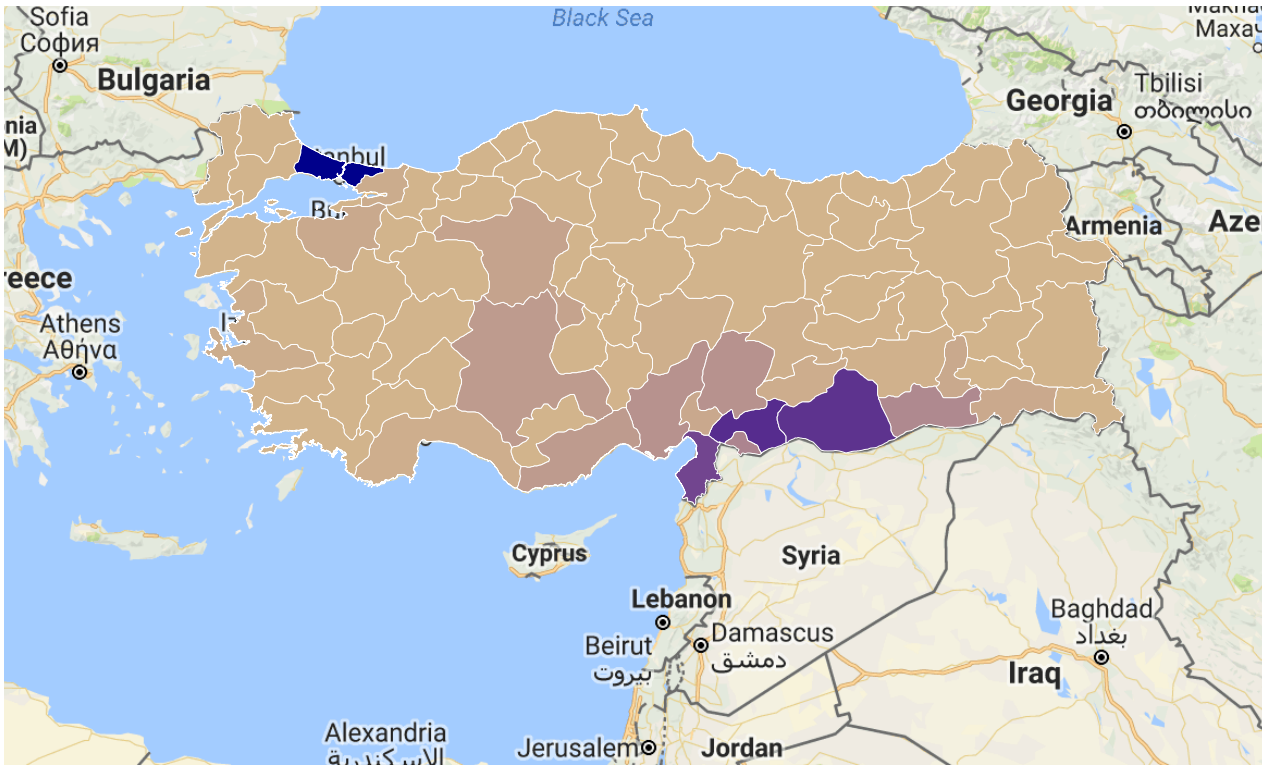 Sofia
София
Bulgaria
Black Sea
Georgia
Tbilisi
თბილისი
Armenia
Athens
Αθήνα
Cyprus
Syria
Lebanon
Beirut
بيروت
Damascus
دمشق
Baghdad
بغداد
Iraq
Alexandria
الإسكندرية
Jerusalem
Jordan